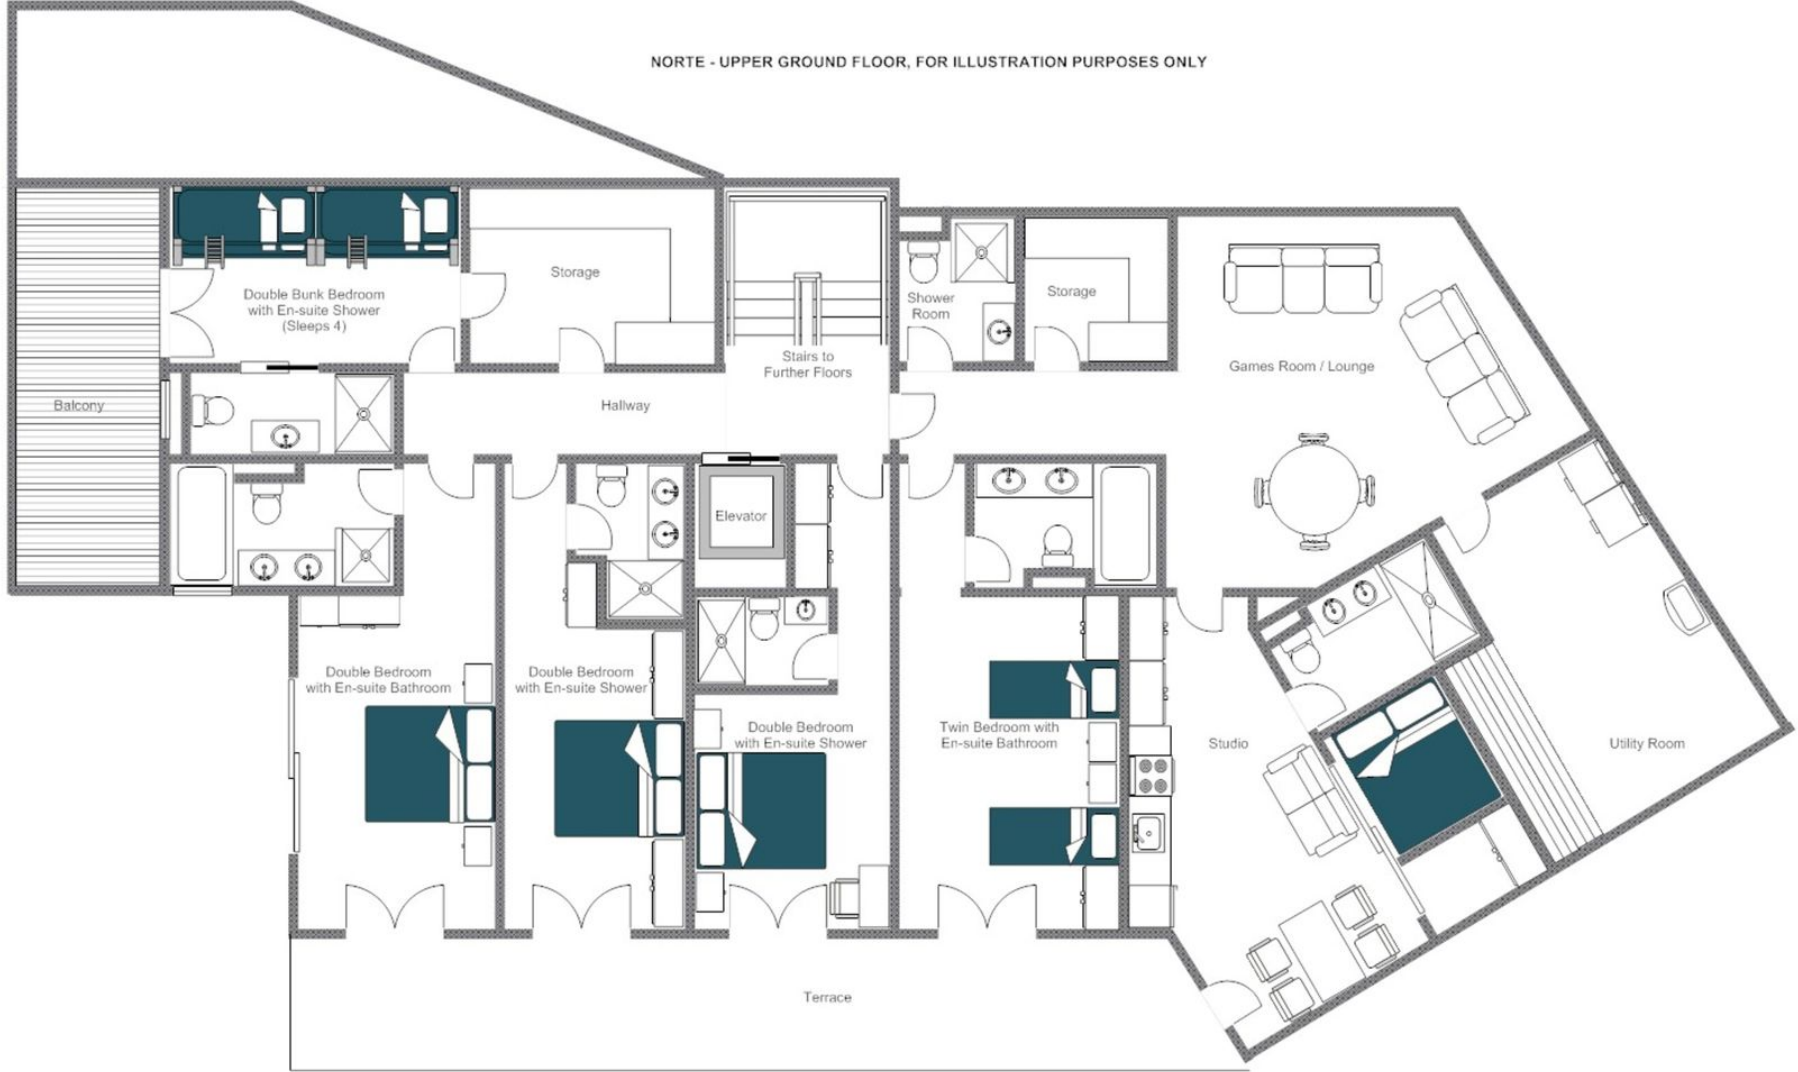 NORTE - UPPER GROUND FLOOR, FOR ILLUSTRATION PURPOSES ONLY
Double Bunk Bedroom
with En-suite Shower
(Sleeps 4)
Storage
Shower
Room
Storage
Stairs to
Further Floors
Games Room / Lounge
Balcony
Hallway
Elevator
Double Bedroom
with En-suite Bathroom
Double Bedroom
with En-suite Shower
Double Bedroom
with En-suite Shower
Twin Bedroom with
En-suite Bathroom
Studio
Utility Room
Terrace